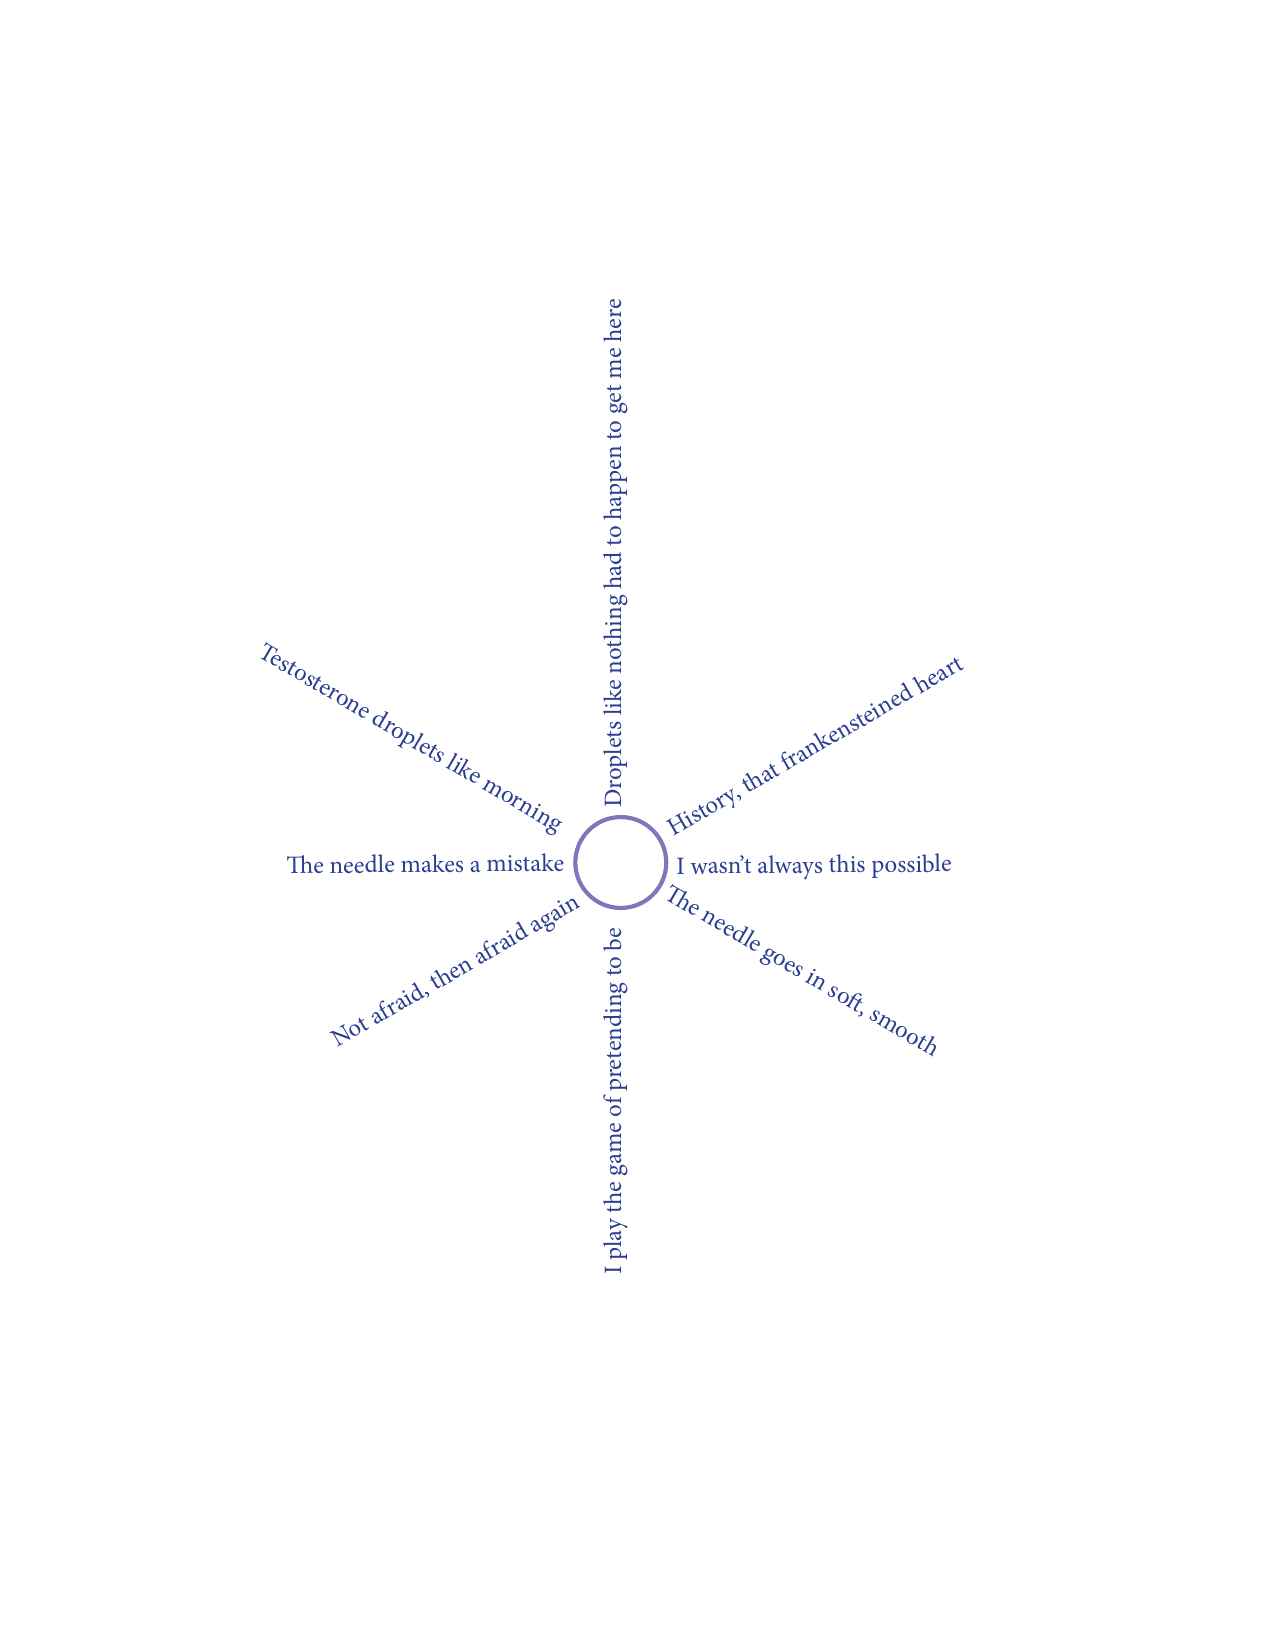 Droplets like nothing had to happen to get me here
Testosterone droplets like morning
History, that frankensteined heart
The needle makes a mistake
I wasn’t always this possible
Not afraid, then afraid again
The needle goes in soft, smooth
I play the game of pretending to be